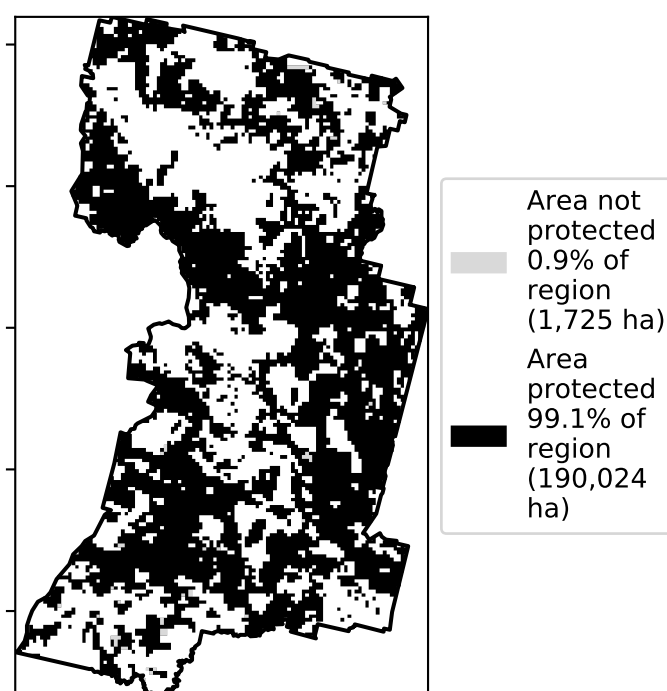 Area not
protected
0.9% of
region
(1,725 ha)
Area
protected
99.1% of
region
(190,024
ha)